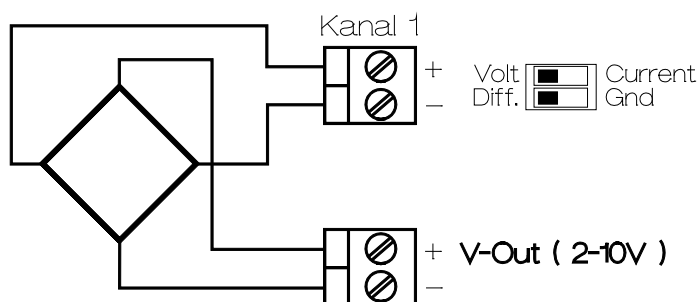 Kanal 1
+
Volt Current
−
Diff. Gnd
+ V-Out ( 2-10V )
−